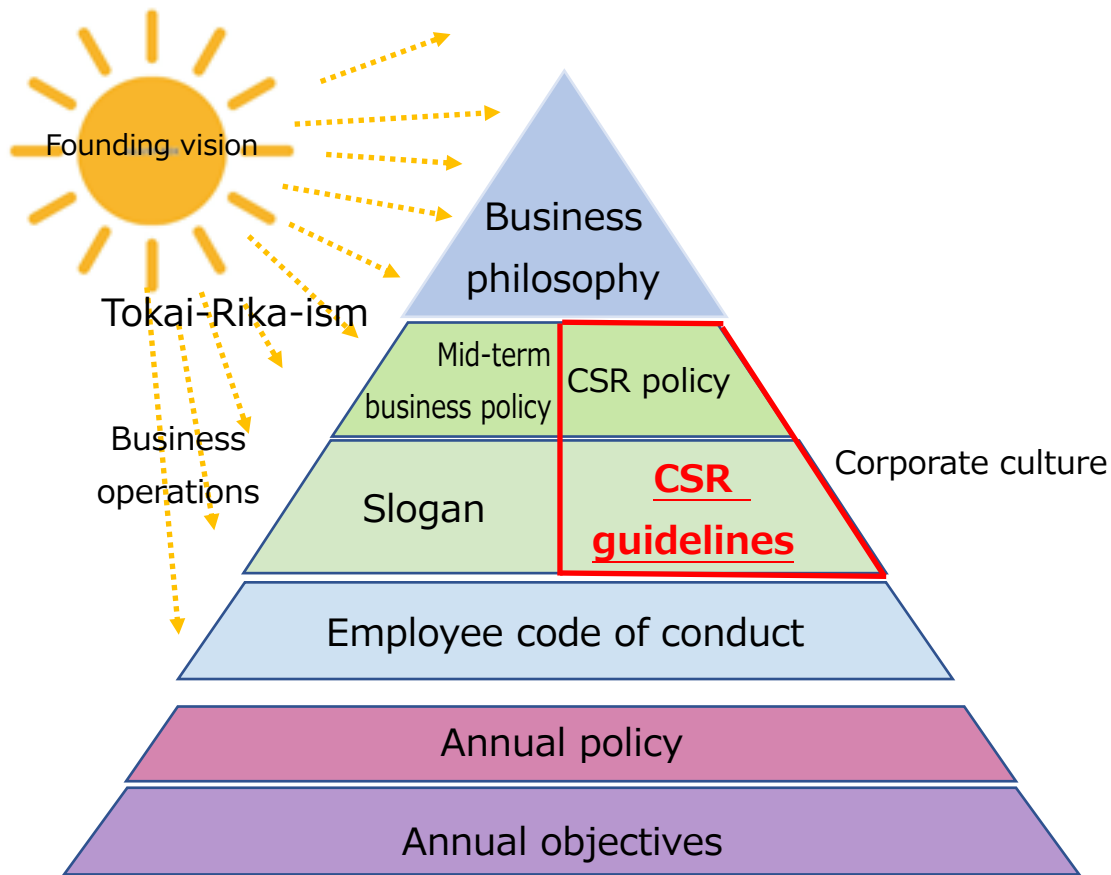 Founding vision
Business
philosophy
Tokai-Rika-ism
Mid-term
business policy
CSR policy
Business
operations
Slogan
CSR
guidelines
Corporate culture
Employee code of conduct
Annual policy
Annual objectives